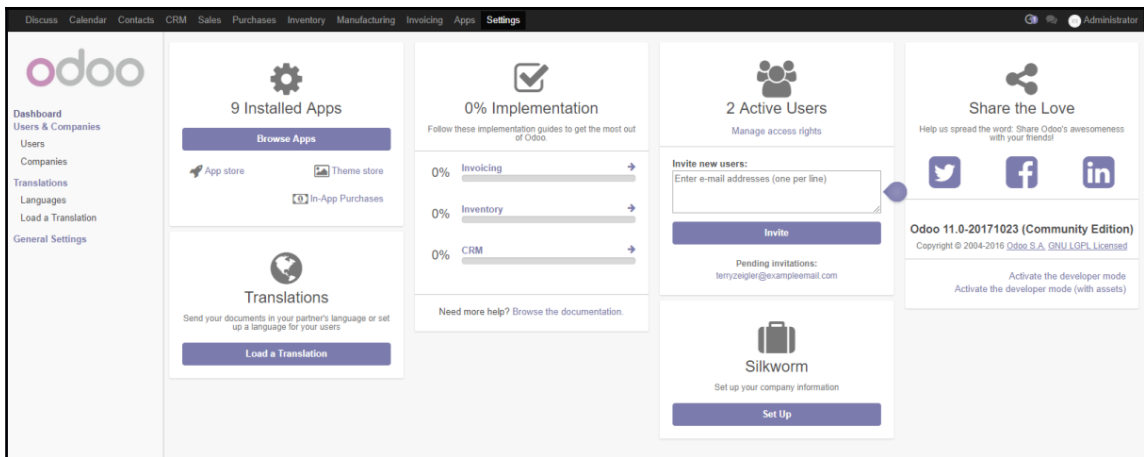 Discuss Calendar Contacts CRM Sales Purchases Inventory Manufacturing Invoicing Apps Settings Administrator
odoo
Dashboard
Users & Companies
Users
Companies
Translations
Languages
Load a Translation
General Settings
9 Installed Apps
Browse Apps
App store Theme store
In-App Purchases
Translations
Send your documents in your partner's language or set
up a language for your users
Load a Translation
0% Implementation
Follow these implementation guides to get the most out
of Odoo.
0% Invoicing
0% Inventory
0% CRM
Need more help? Browse the documentation.
2 Active Users
Manage access rights
Invite new users:
Enter e-mail addresses (one per line)
Invite
Pending invitations:
terryzeigler@exampleemail.com
Silkworm
Set up your company information
Set Up
Share the Love
Help us spread the word: Share Odoo's awesomeness
with your friends!
Odoo 11.0-20171023 (Community Edition)
Copyright © 2004-2016 Odoo S.A. GNU LGPL Licensed
Activate the developer mode
Activate the developer mode (with assets)